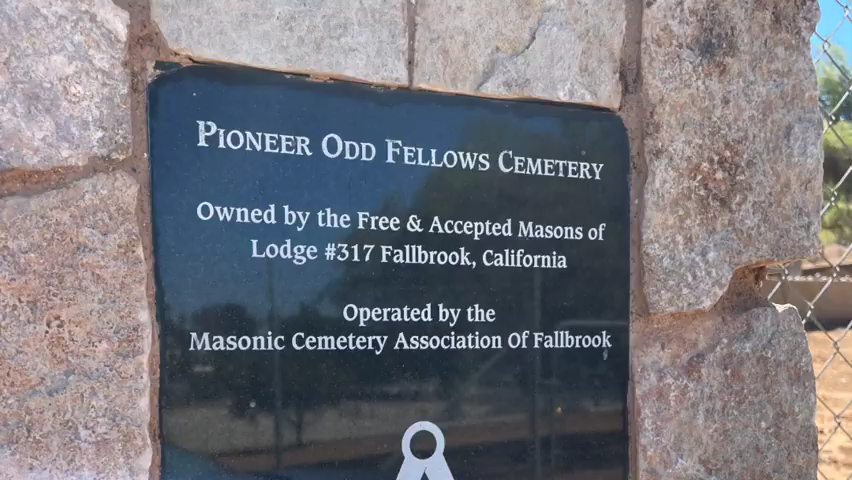 PIONEER ODD FELLOWS CEMETERY
Owned by the Free & Accepted Masons of
Lodge #317 Fallbrook, California
Operated by the
Masonic Cemetery Association Of Fallbrook